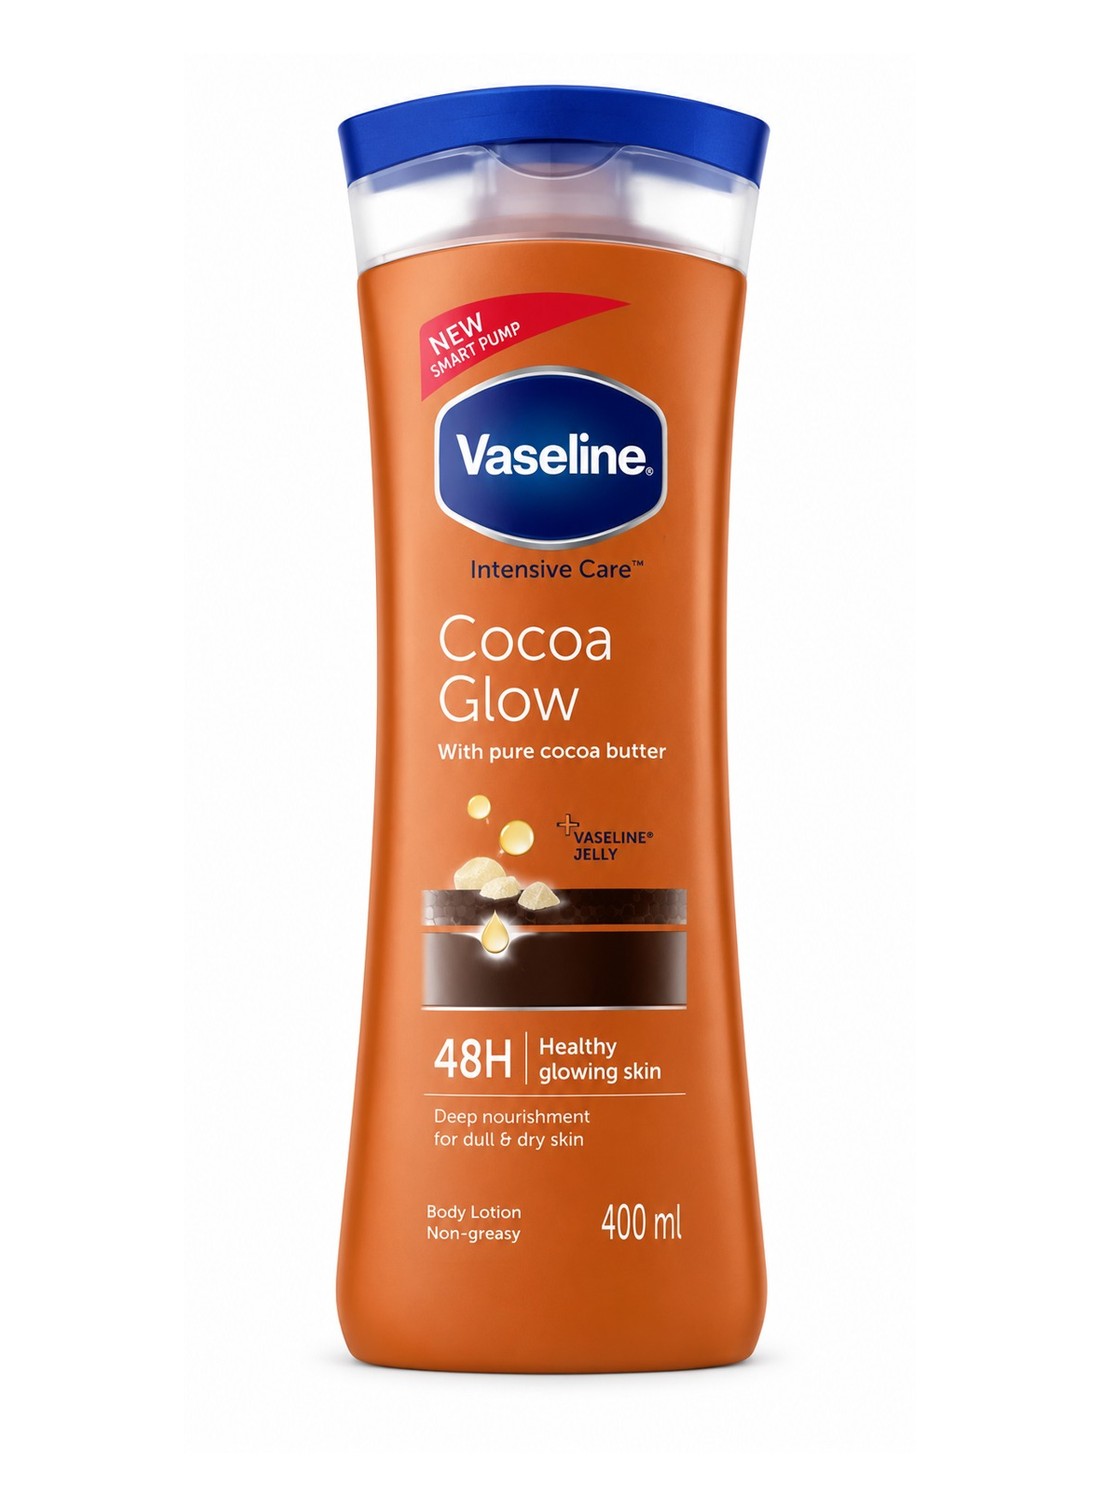 NEW
SMART PUMP
Vaseline®
Intensive Care™
Cocoa
Glow
With pure cocoa butter
+VASELINE®
JELLY
48H
Healthy
glowing skin
Deep nourishment
for dull & dry skin
Body Lotion
Non-greasy
400 ml